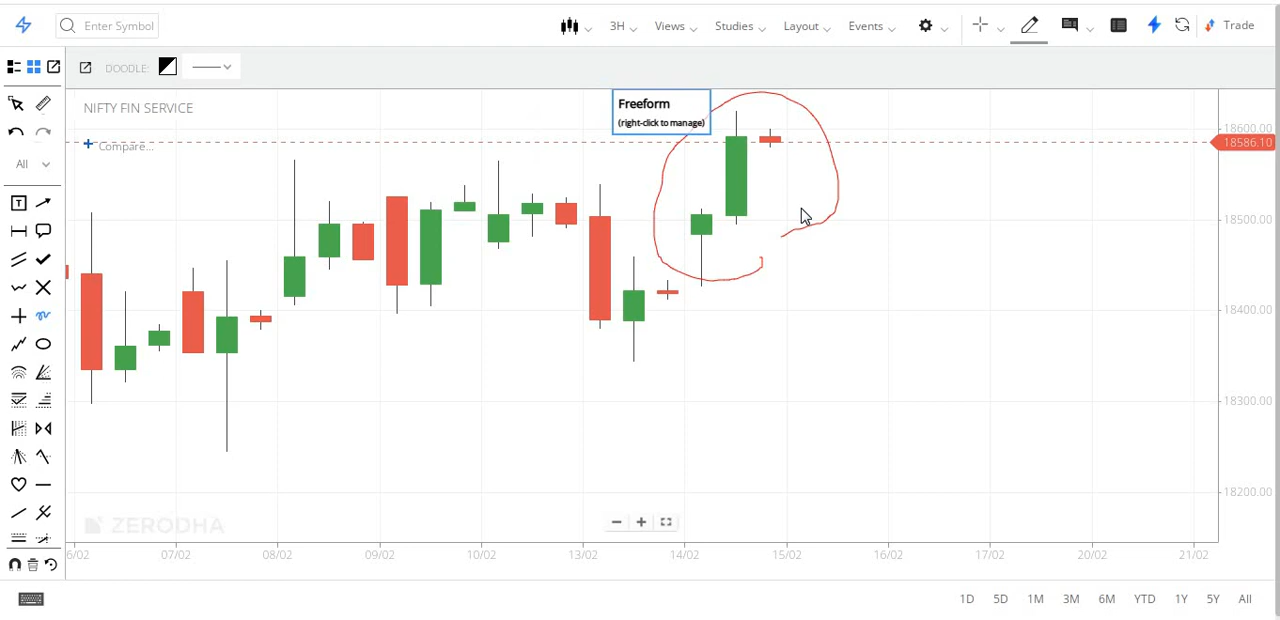 Enter Symbol
3H Views Studies Layout Events Trade
DOODLE:
NIFTY FIN SERVICE
Compare...
Freeform
(right-click to manage)
18600.00
18586.10
18500.00
18400.00
18300.00
18200.00
All
T
ZERODHA
6/02 07/02 08/02 09/02 10/02 13/02 14/02 15/02 16/02 17/02 20/02 21/02
1D 5D 1M 3M 6M YTD 1Y 5Y All